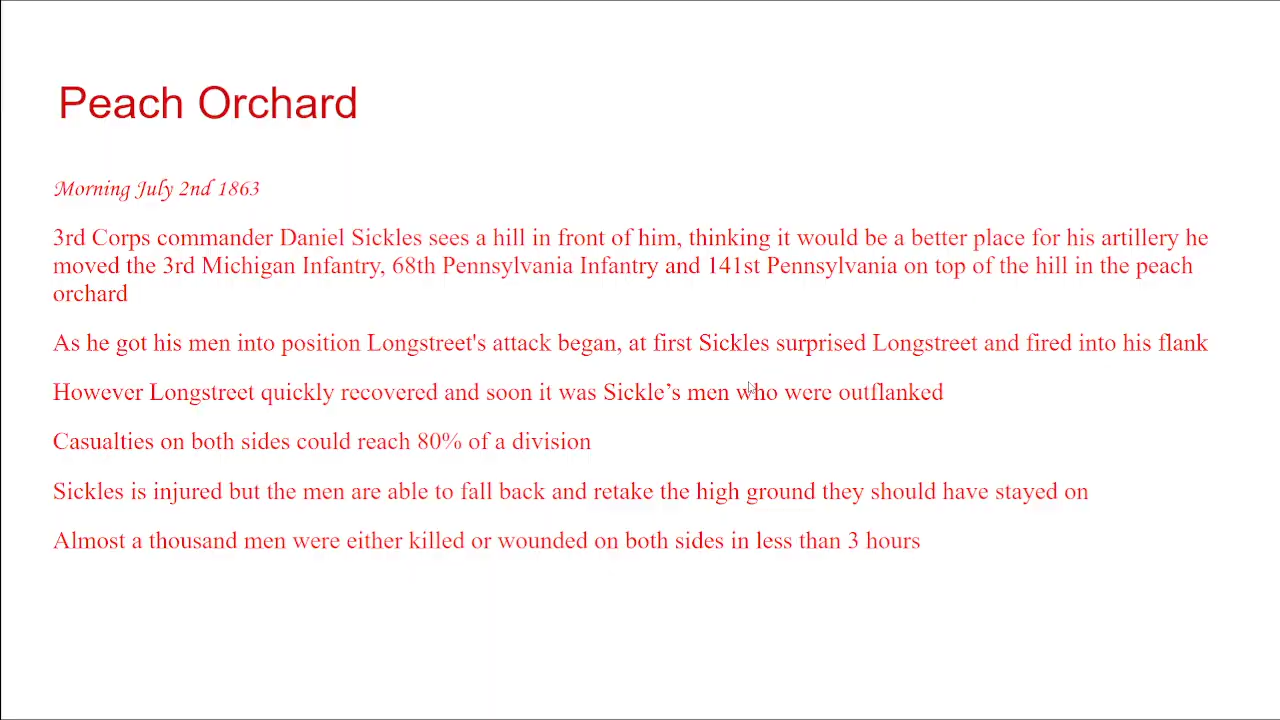 Peach Orchard
Morning July 2nd 1863
3rd Corps commander Daniel Sickles sees a hill in front of him, thinking it would be a better place for his artillery he
moved the 3rd Michigan Infantry, 68th Pennsylvania Infantry and 141st Pennsylvania on top of the hill in the peach
orchard
As he got his men into position Longstreet's attack began, at first Sickles surprised Longstreet and fired into his flank
However Longstreet quickly recovered and soon it was Sickle’s men who were outflanked
Casualties on both sides could reach 80% of a division
Sickles is injured but the men are able to fall back and retake the high ground they should have stayed on
Almost a thousand men were either killed or wounded on both sides in less than 3 hours